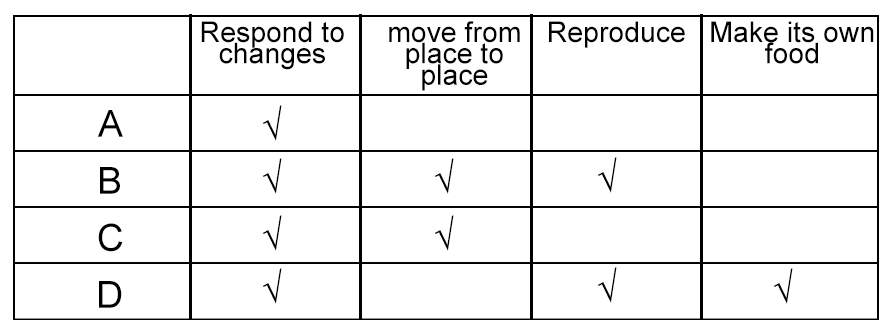 Respond to changes move from place to place Reproduce Make its own food
A √
B √ √ √
C √ √
D √ √ √